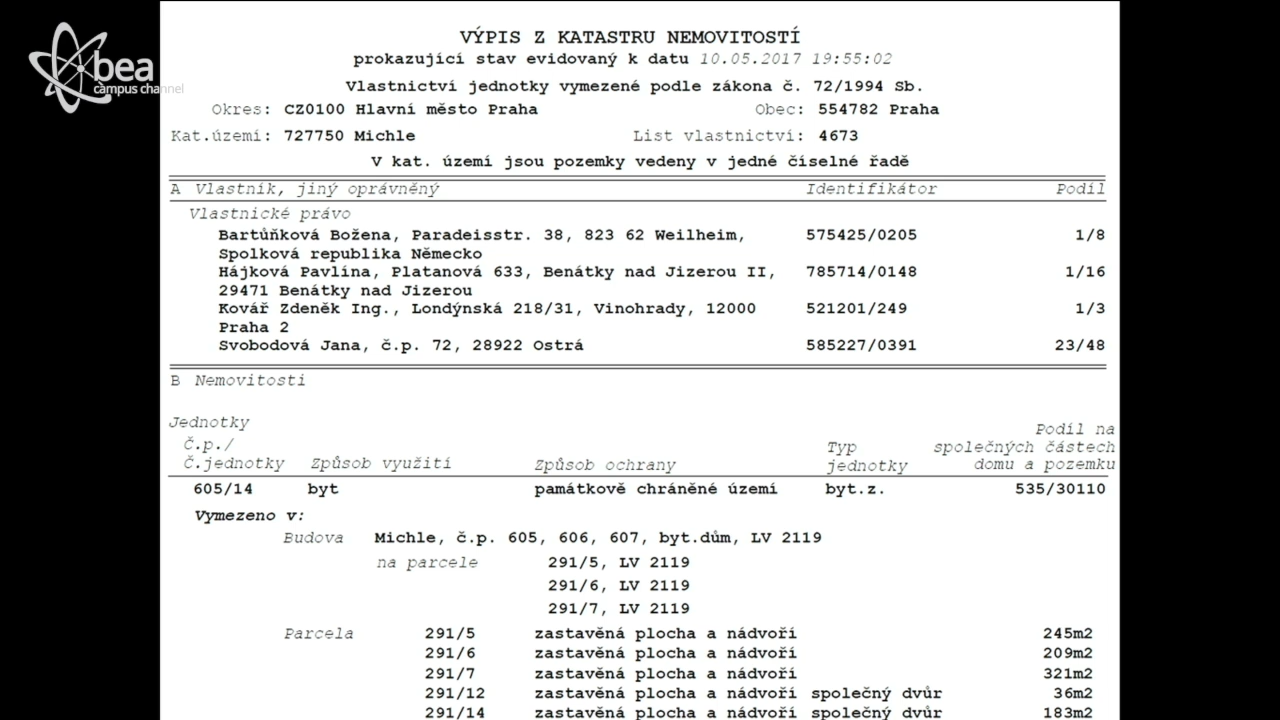 bea
campus channel
VÝPIS Z KATASTRU NEMOVITOSTÍ
prokazující stav evidovaný k datu 10.05.2017 19:55:02
Vlastnictví jednotky vymezené podle zákona č. 72/1994 Sb.
Okres: CZ0100 Hlavní město Praha Obec: 554782 Praha
Kat.území: 727750 Michle List vlastnictví: 4673
V kat. území jsou pozemky vedeny v jedné číselné řadě
A Vlastník, jiný oprávněný Identifikátor Podíl
Vlastnické právo
Bartůňková Božena, Paradeisstr. 38, 823 62 Weilheim, 575425/0205 1/8
Spolková republika Německo
Hájková Pavlína, Platanová 633, Benátky nad Jizerou II, 785714/0148 1/16
29471 Benátky nad Jizerou
Kovář Zdeněk Ing., Londýnská 218/31, Vinohrady, 12000 521201/249 1/3
Praha 2
Svobodová Jana, č.p. 72, 28922 Ostrá 585227/0391 23/48
B Nemovitosti
Jednotky
Č.p./ Typ Podíl na
Č.jednotky Způsob využití Způsob ochrany jednotky společných částech
domu a pozemku
605/14 byt památkově chráněné území byt.z. 535/30110
Vymezeno v:
Budova Michle, č.p. 605, 606, 607, byt.dům, LV 2119
na parcele 291/5, LV 2119
291/6, LV 2119
291/7, LV 2119
Parcela 291/5 zastavěná plocha a nádvoří 245m2
291/6 zastavěná plocha a nádvoří 209m2
291/7 zastavěná plocha a nádvoří 321m2
291/12 zastavěná plocha a nádvoří společný dvůr 36m2
291/14 zastavěná plocha a nádvoří společný dvůr 183m2